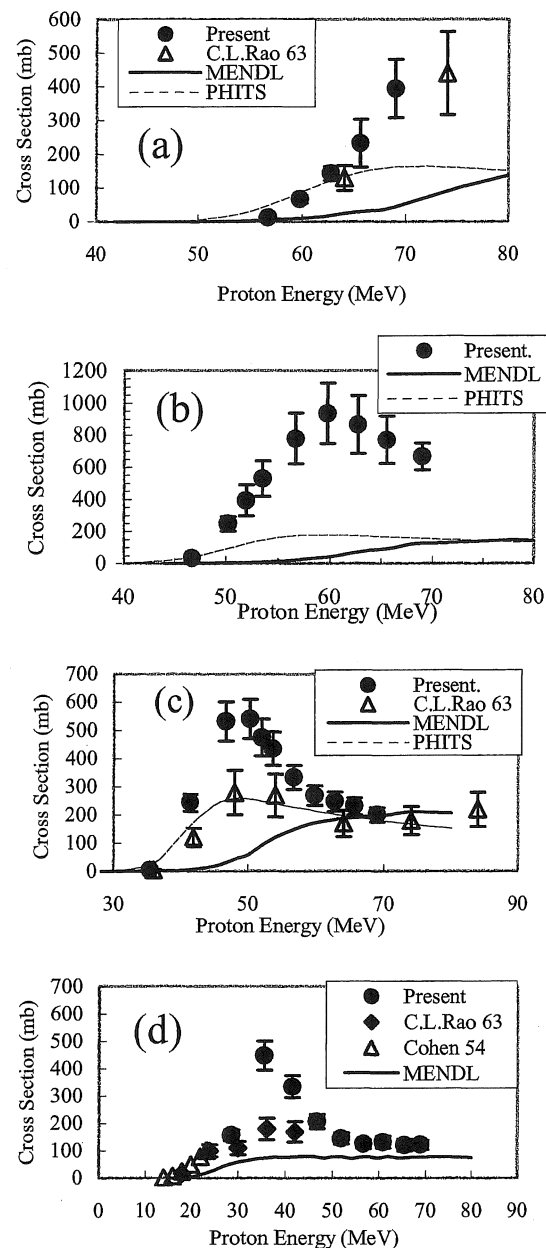 600
500
400
300
200
100
0
Cross Section (mb)
Present
C.L.Rao 63
MENDL
PHITS
(a)
40 50 60 70 80
Proton Energy (MeV)
1200
1000
800
600
400
200
0
Cross Section (mb)
Present.
MENDL
PHITS
(b)
40 50 60 70 80
Proton Energy (MeV)
700
600
500
400
300
200
100
0
Cross Section (mb)
(c)
Present.
C.L.Rao 63
MENDL
PHITS
30 50 70 90
Proton Energy (MeV)
700
600
500
400
300
200
100
0
Cross Section (mb)
(d)
Present
C.L.Rao 63
Cohen 54
MENDL
0 10 20 30 40 50 60 70 80 90
Proton Energy (MeV)